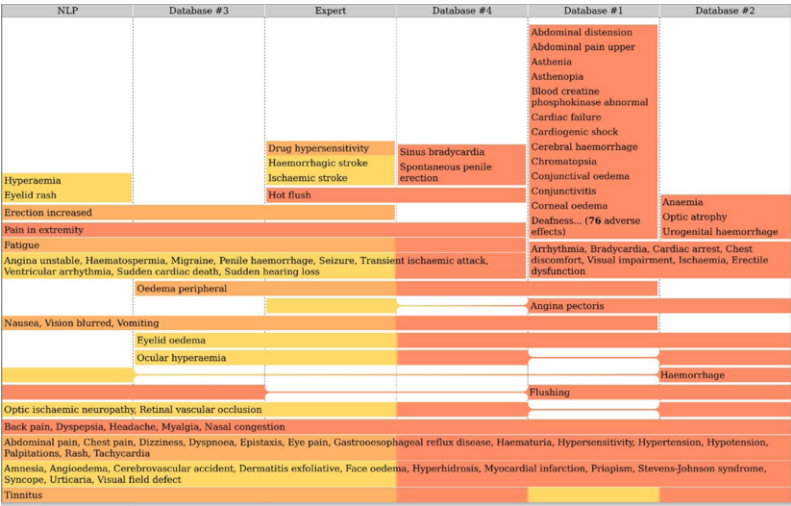 NLP Database #3 Expert Database #4 Database #1 Database #2
Abdominal distension
Abdominal pain upper
Asthenia
Asthenopia
Blood creatine
phosphokinase abnormal
Cardiac failure
Cardiogenic shock
Cerebral haemorrhage
Chromatopsia
Conjunctival oedema
Conjunctivitis
Corneal oedema
Deafness... (76 adverse
effects)
Drug hypersensitivity
Haemorrhagic stroke
Ischaemic stroke
Sinus bradycardia
Spontaneous penile
erection
Hyperaemia
Eyelid rash
Hot flush
Anaemia
Optic atrophy
Urogenital haemorrhage
Erection increased
Pain in extremity
Fatigue
Angina unstable, Haematospermia, Migraine, Penile haemorrhage, Seizure, Transient ischaemic attack,
Ventricular arrhythmia, Sudden cardiac death, Sudden hearing loss
Arrhythmia, Bradycardia, Cardiac arrest, Chest
discomfort, Visual impairment, Ischaemia, Erectile
dysfunction
Oedema peripheral
Angina pectoris
Nausea, Vision blurred, Vomiting
Eyelid oedema
Ocular hyperaemia
Haemorrhage
Flushing
Optic ischaemic neuropathy, Retinal vascular occlusion
Back pain, Dyspepsia, Headache, Myalgia, Nasal congestion
Abdominal pain, Chest pain, Dizziness, Dyspnoea, Epistaxis, Eye pain, Gastrooesophageal reflux disease, Haematuria, Hypersensitivity, Hypertension, Hypotension,
Palpitations, Rash, Tachycardia
Amnesia, Angioedema, Cerebrovascular accident, Dermatitis exfoliative, Face oedema, Hyperhidrosis, Myocardial infarction, Priapism, Stevens-Johnson syndrome,
Syncope, Urticaria, Visual field defect
Tinnitus